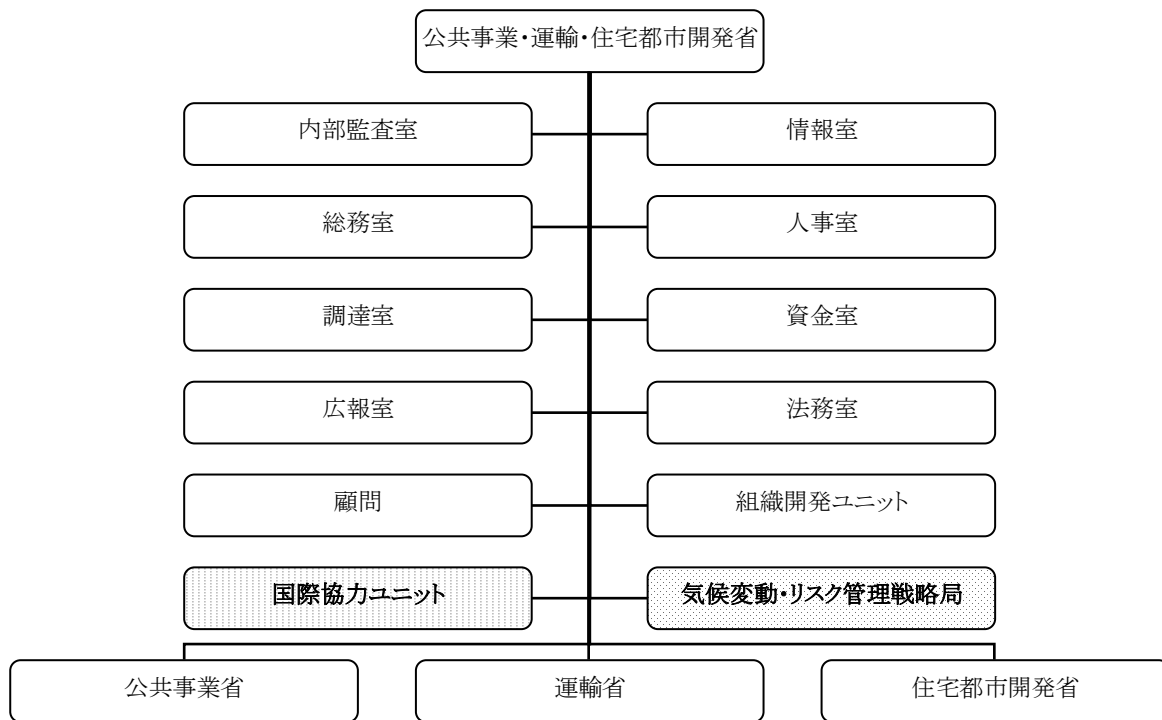 公共事業・運輸・住宅都市開発省
内部監査室
情報室
総務室
人事室
調達室
資金室
広報室
法務室
顧問
組織開発ユニット
国際協力ユニット
気候変動・リスク管理戦略局
公共事業省
運輸省
住宅都市開発省